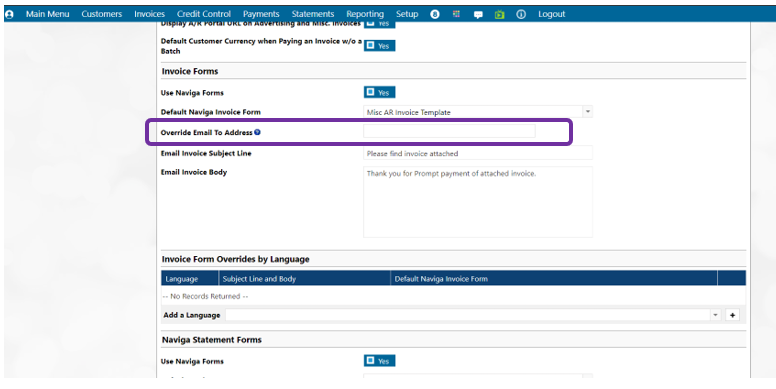 Main Menu Customers Invoices Credit Control Payments Statements Reporting Setup 8 Logout
Display A/R Portal URL on Advertising and Misc. Invoices Yes
Default Customer Currency when Paying an Invoice w/o a Batch Yes
Invoice Forms
Use Naviga Forms Yes
Default Naviga Invoice Form Misc AR Invoice Template
Override Email To Address ?
Email Invoice Subject Line Please find invoice attached
Email Invoice Body Thank you for Prompt payment of attached invoice.
Invoice Form Overrides by Language
Language Subject Line and Body Default Naviga Invoice Form
-- No Records Returned --
Add a Language +
Naviga Statement Forms
Use Naviga Forms Yes